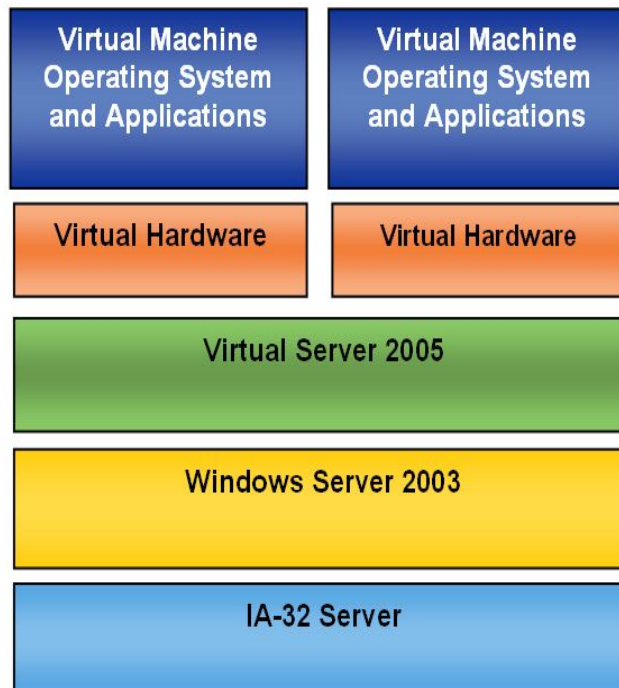 Virtual Machine
Operating System
and Applications
Virtual Machine
Operating System
and Applications
Virtual Hardware
Virtual Hardware
Virtual Server 2005
Windows Server 2003
IA-32 Server